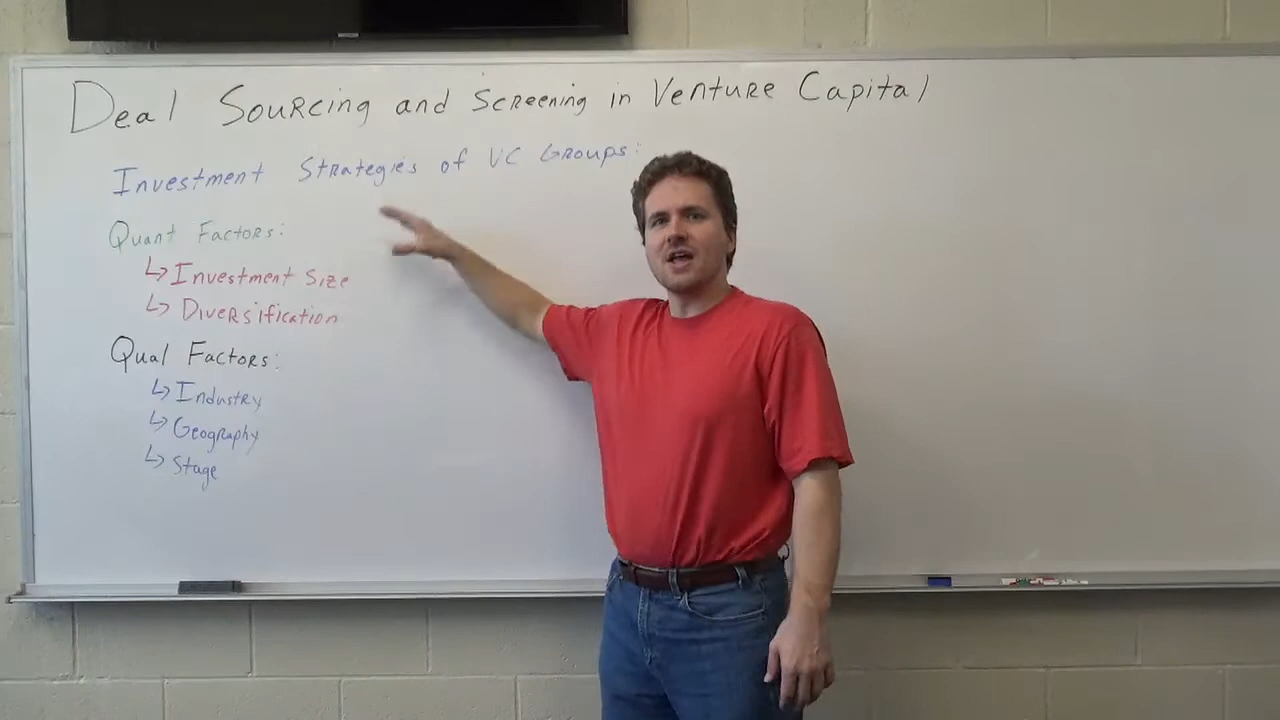 Deal Sourcing and Screening in Venture Capital
Investment Strategies of VC Groups:
Quant Factors:
↳ Investment Size
↳ Diversification
Qual Factors:
↳ Industry
↳ Geography
↳ Stage